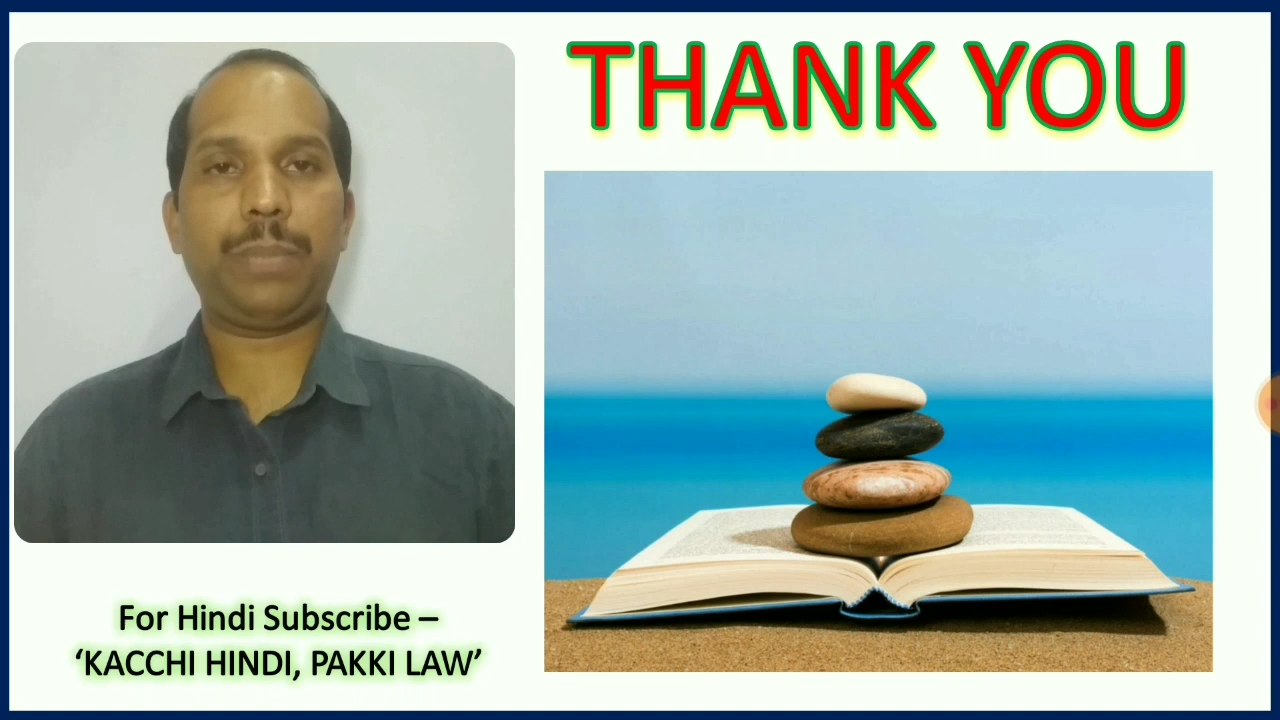 THANK YOU
For Hindi Subscribe –
‘KACCHI HINDI, PAKKI LAW’